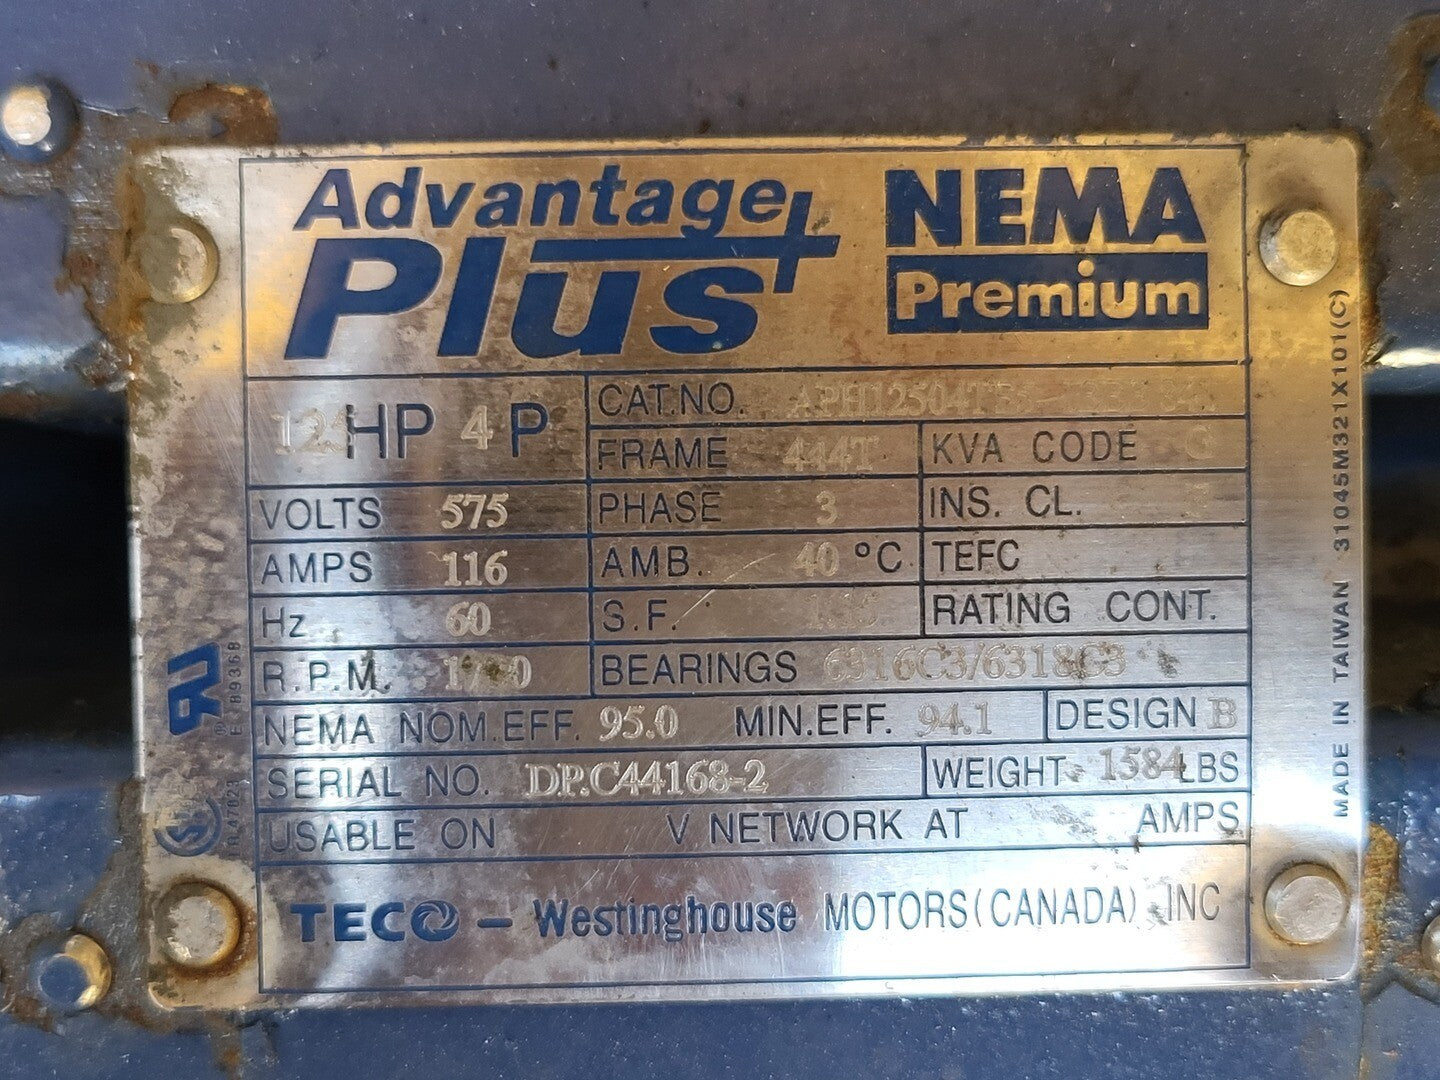 Advantage
Plus+
NEMA
Premium
125 HP 4 P
CAT.NO.
FRAME 444T
KVA CODE G
VOLTS 575
PHASE 3
INS. CL.
AMPS 116
AMB. 40 °C
TEFC
Hz 60
S.F.
RATING CONT.
R.P.M.
BEARINGS 6316C3/6318C3
NEMA NOM.EFF. 95.0 MIN.EFF. 94.1
DESIGN B
SERIAL NO. DP.C44168-2
WEIGHT 1584 LBS
USABLE ON V NETWORK AT AMPS
TECO - Westinghouse MOTORS(CANADA) INC
MADE IN TAIWAN 31045M321X101(C)